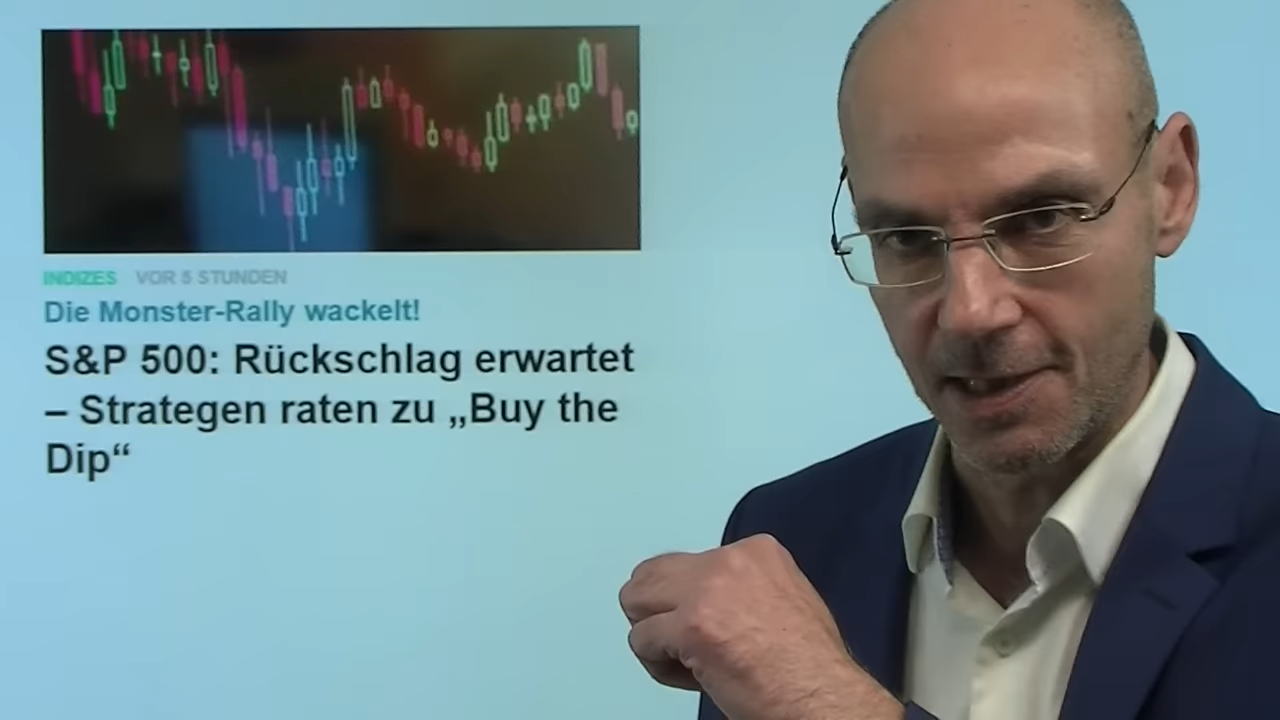 INDIZES VOR 5 STUNDEN
Die Monster-Rally wackelt!
S&P 500: Rückschlag erwartet
– Strategen raten zu „Buy the
Dip“